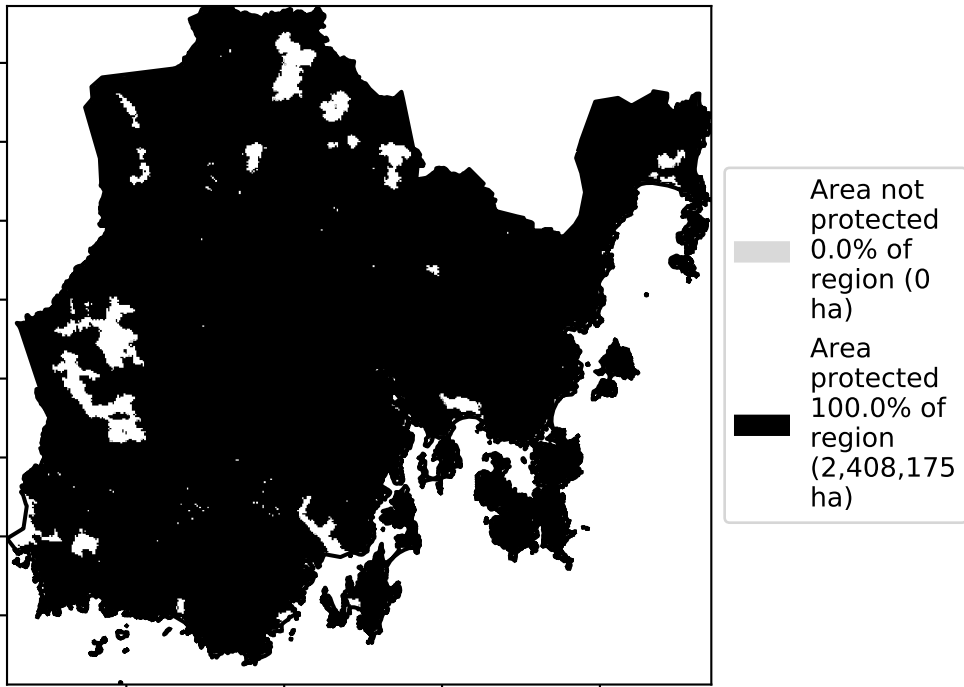 Area not
protected
0.0% of
region (0
ha)
Area
protected
100.0% of
region
(2,408,175
ha)